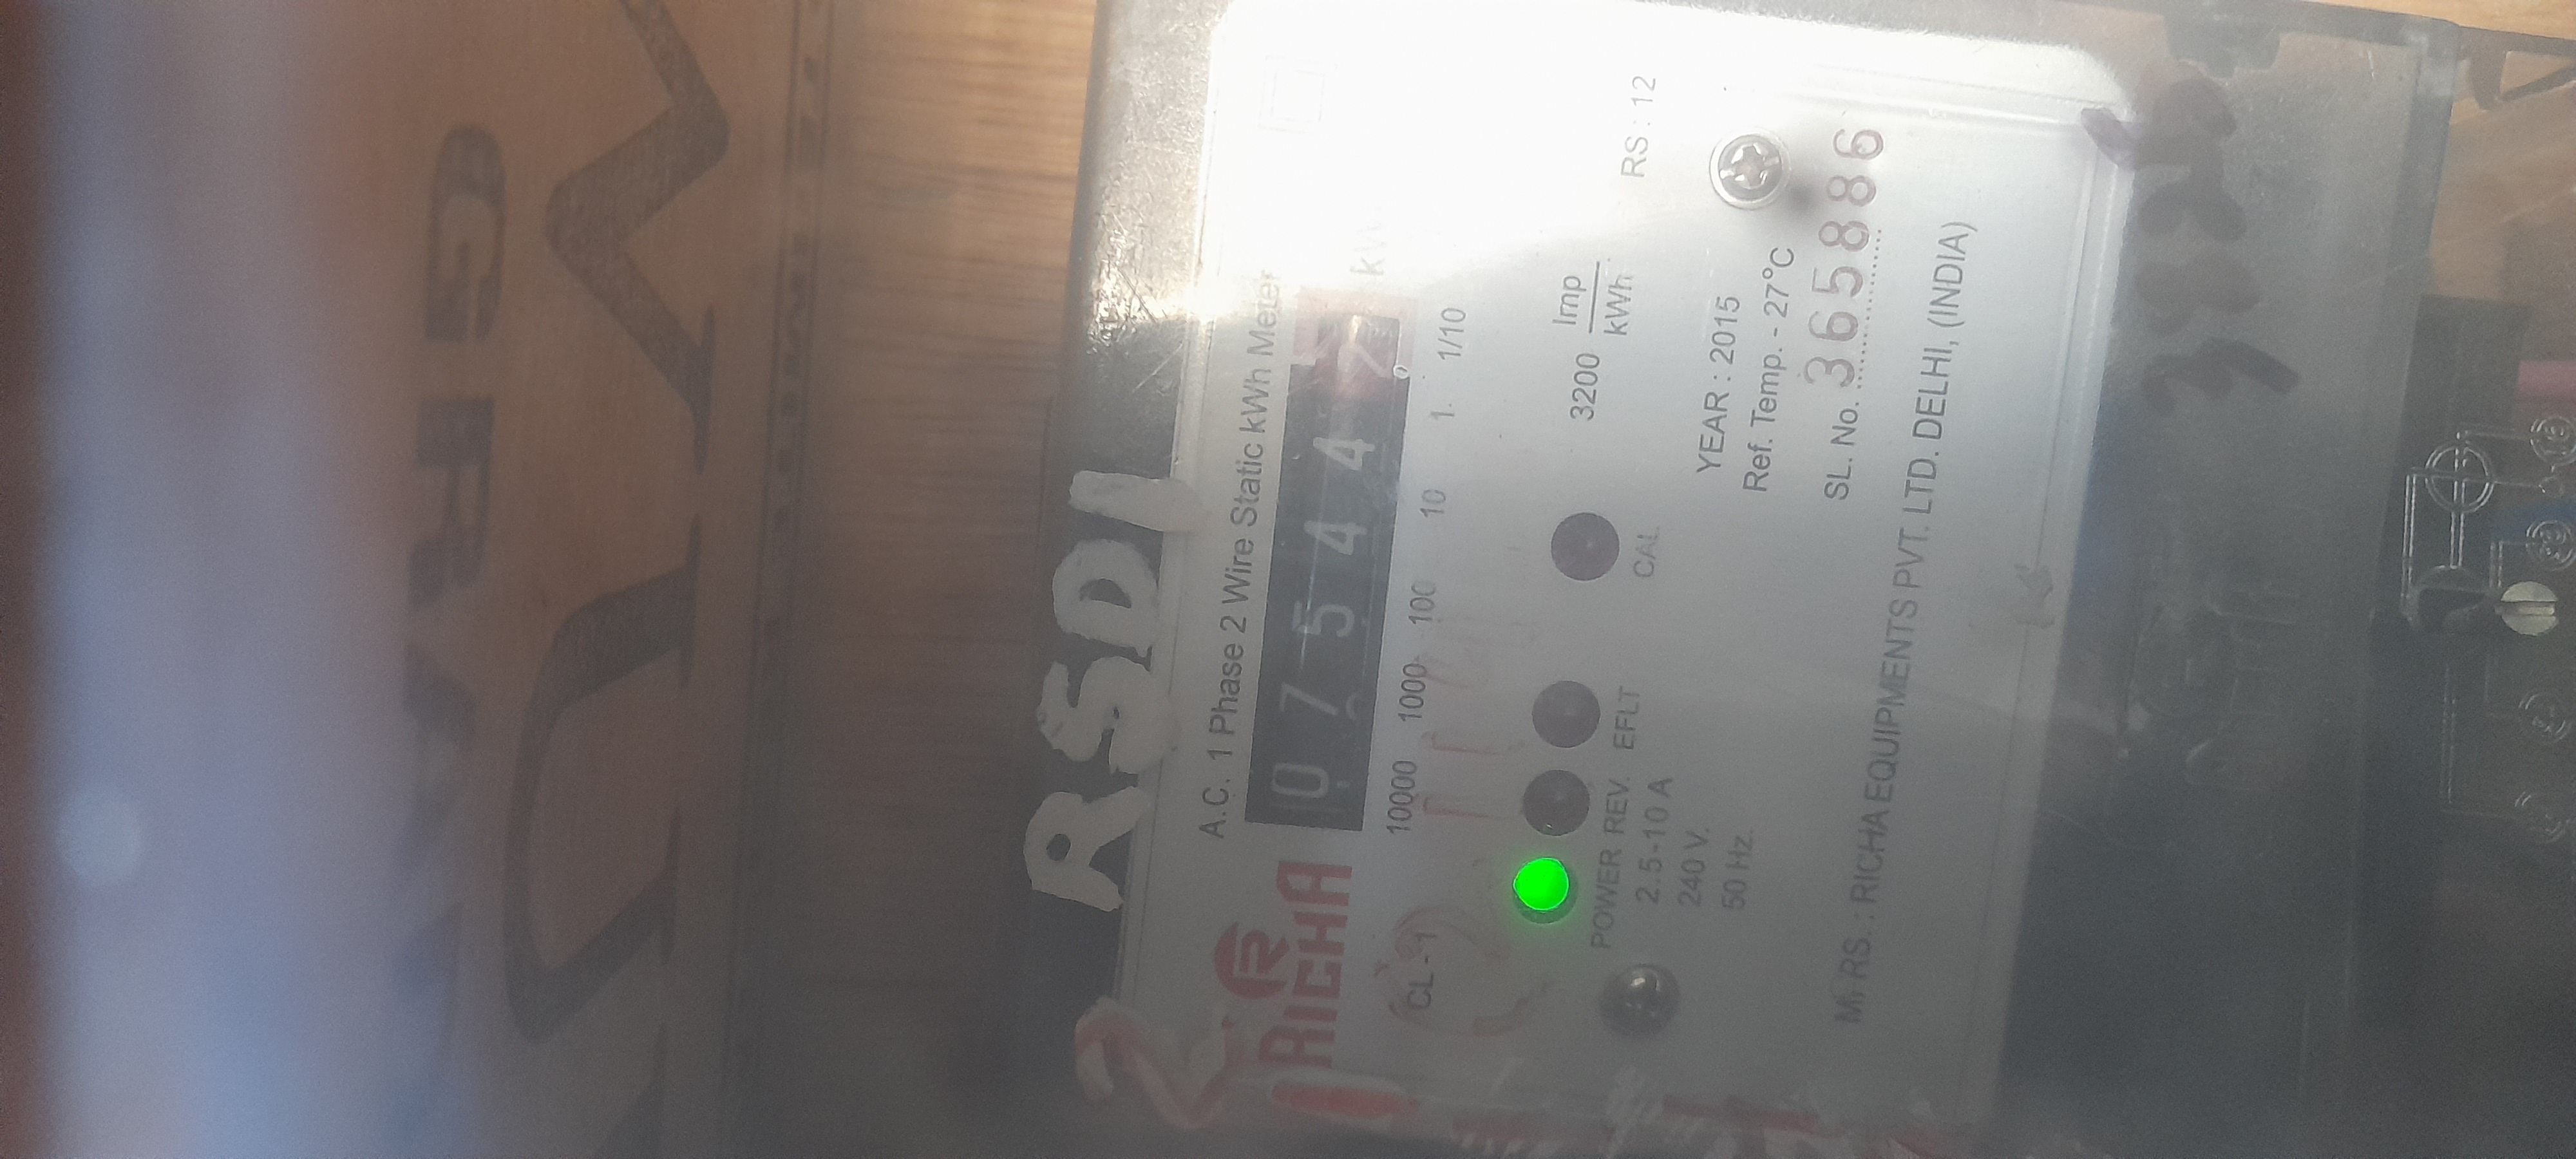 RSDI
A.C. 1 Phase 2 Wire Static kWh Meter
RICHA
0 7 5 4 4
10000 1000 100 10 1 1/10
CL-1
3200 Imp
kWh
RS : 12
POWER REV. EFLT CAL.
2.5-10 A
240 V.
50 Hz.
YEAR : 2015
Ref. Temp. - 27°C
SL. No. 365886
RICHA EQUIPMENTS PVT. LTD. DELHI, (INDIA)